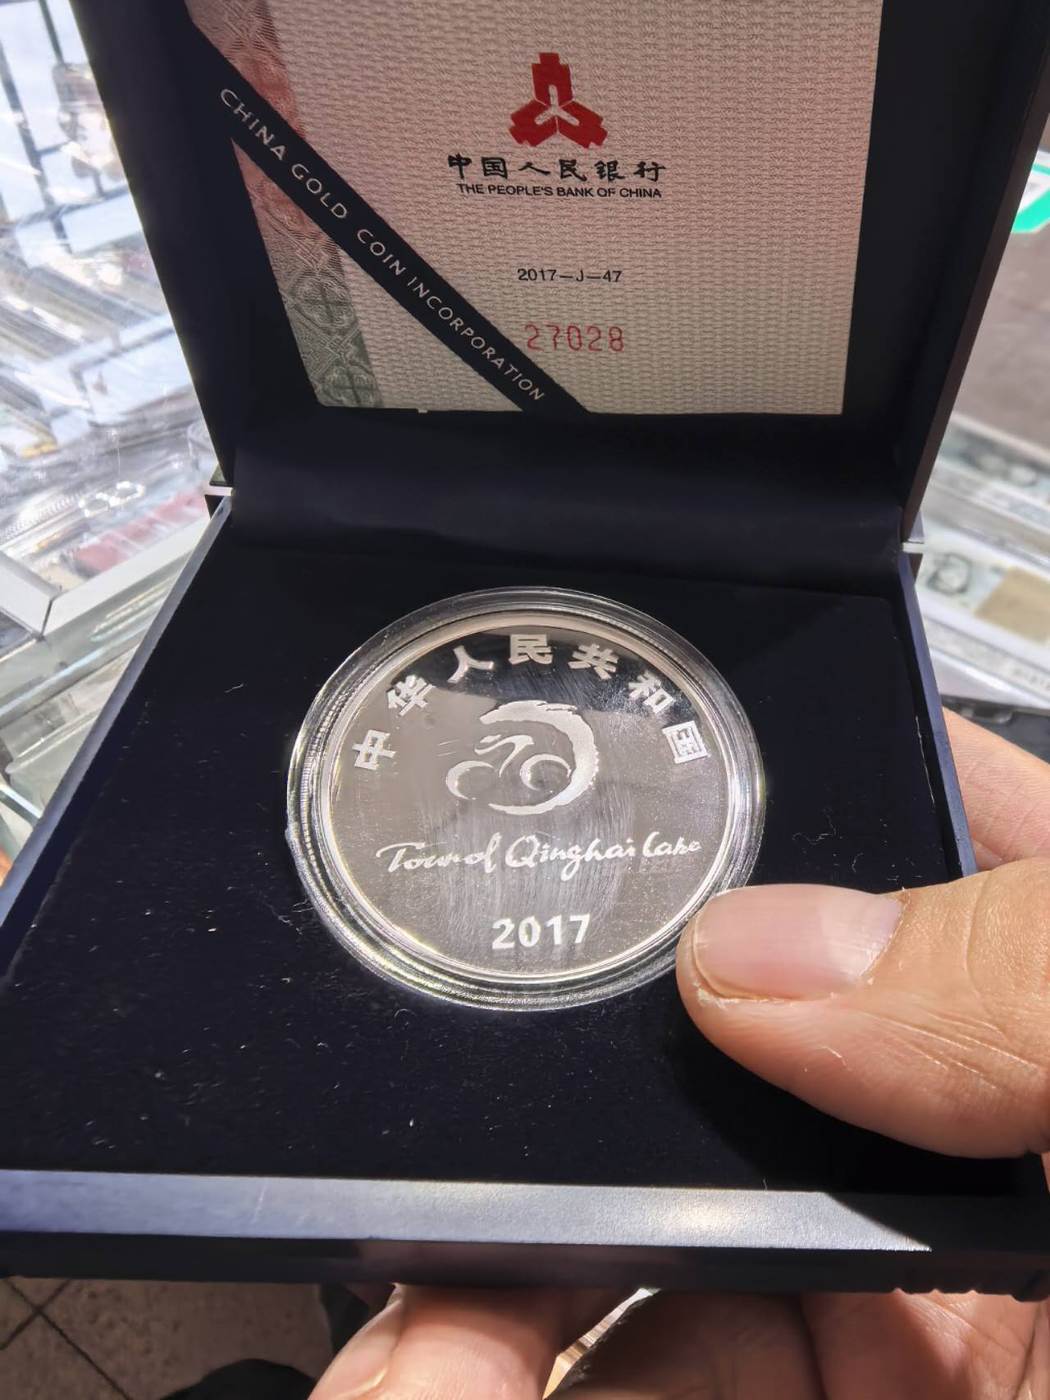 中国人民银行
THE PEOPLE'S BANK OF CHINA
CHINA GOLD COIN INCORPORATION
2017-J-47
27028
中华人民共和国
Tour of Qinghai Lake
2017